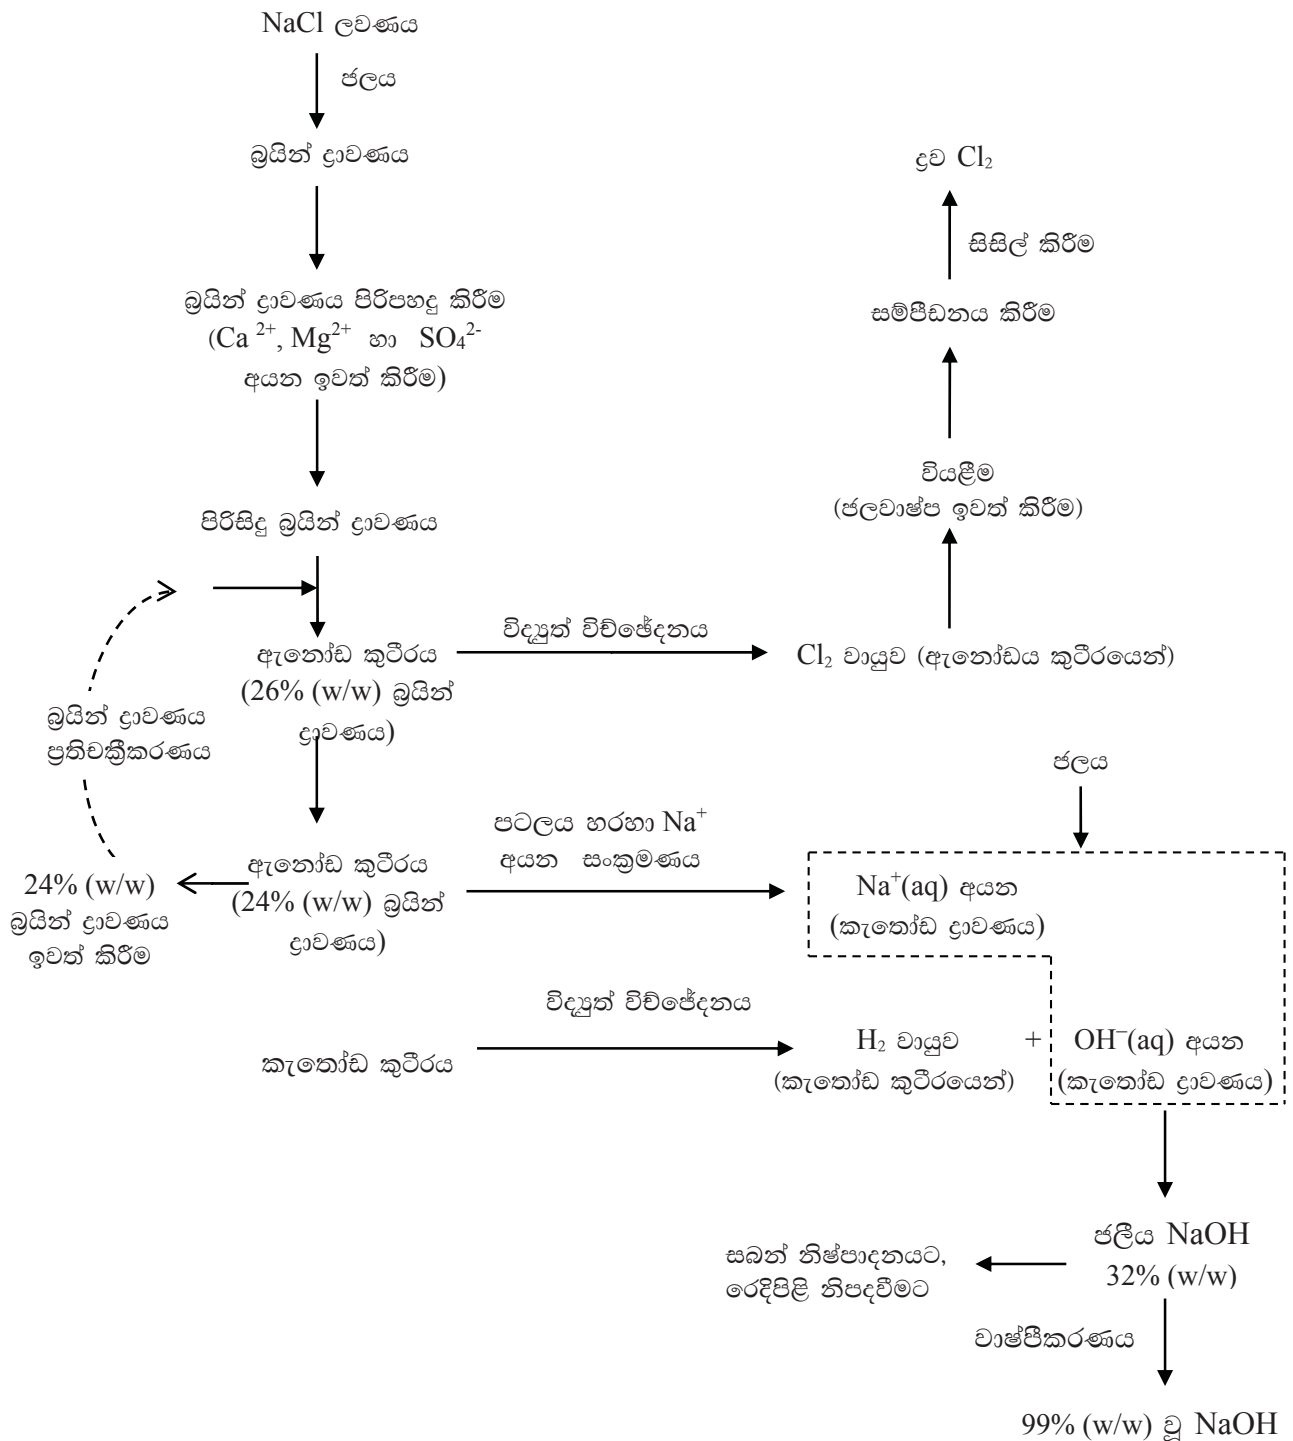 NaCl ලවණය
ජලය
බ්‍රයින් ද්‍රාවණය
ද්‍රව Cl₂
සිසිල් කිරීම
බ්‍රයින් ද්‍රාවණය පිරිපහදු කිරීම
(Ca ²⁺, Mg²⁺ හා SO₄²⁻
අයන ඉවත් කිරීම)
සම්පීඩනය කිරීම
වියළීම
(ජලවාෂ්ප ඉවත් කිරීම)
පිරිසිදු බ්‍රයින් ද්‍රාවණය
විද්‍යුත් විච්ඡේදනය
ඇනෝඩ කුටීරය
(26% (w/w) බ්‍රයින්
ද්‍රාවණය)
Cl₂ වායුව (ඇනෝඩය කුටීරයෙන්)
බ්‍රයින් ද්‍රාවණය
ප්‍රතිචක්‍රීකරණය
ජලය
පටලය හරහා Na⁺
අයන සංක්‍රමණය
ඇනෝඩ කුටීරය
(24% (w/w) බ්‍රයින්
ද්‍රාවණය)
24% (w/w)
බ්‍රයින් ද්‍රාවණය
ඉවත් කිරීම
Na⁺(aq) අයන
(කැතෝඩ ද්‍රාවණය)
විද්‍යුත් විච්ජේදනය
කැතෝඩ කුටීරය
H₂ වායුව
(කැතෝඩ කුටීරයෙන්)
+
OH⁻(aq) අයන
(කැතෝඩ ද්‍රාවණය)
ජලීය NaOH
32% (w/w)
සබන් නිෂ්පාදනයට,
රෙදිපිළි නිපදවීමට
වාෂ්පීකරණය
99% (w/w) වූ NaOH